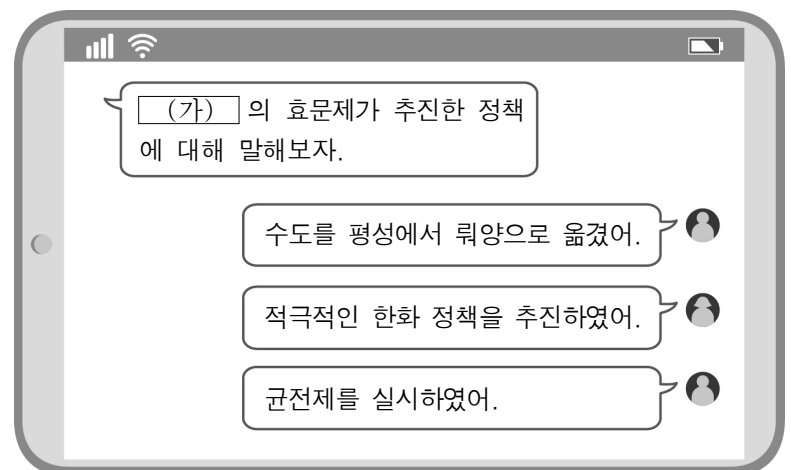 (가) 의 효문제가 추진한 정책
에 대해 말해보자.
수도를 평성에서 뤄양으로 옮겼어.
적극적인 한화 정책을 추진하였어.
균전제를 실시하였어.